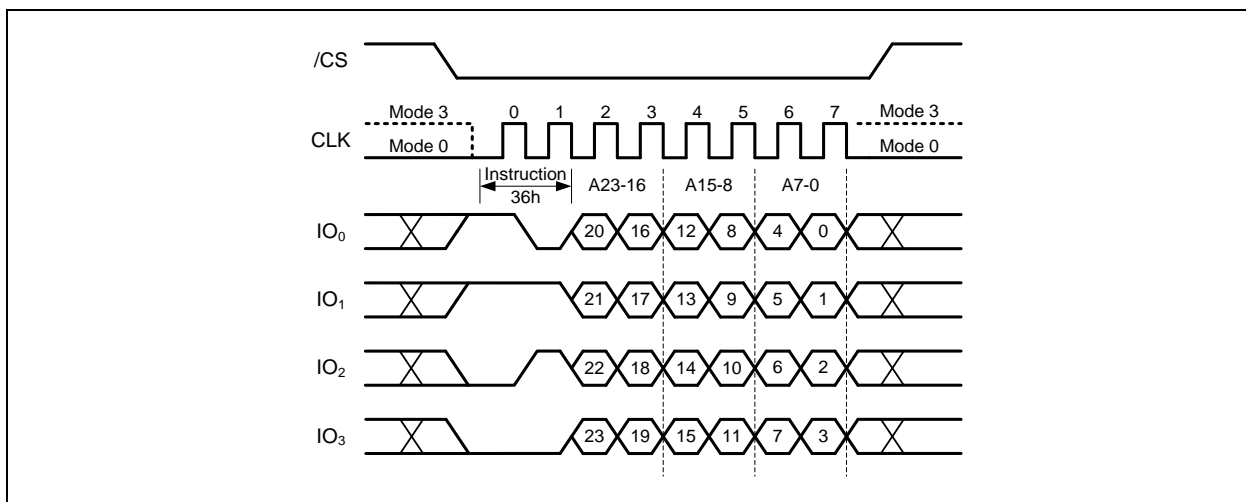 /CS
Mode 3 0 1 2 3 4 5 6 7 Mode 3
CLK
Mode 0 Mode 0
Instruction
A23-16 A15-8 A7-0
36h
IO₀ 20 16 12 8 4 0
IO₁ 21 17 13 9 5 1
IO₂ 22 18 14 10 6 2
IO₃ 23 19 15 11 7 3